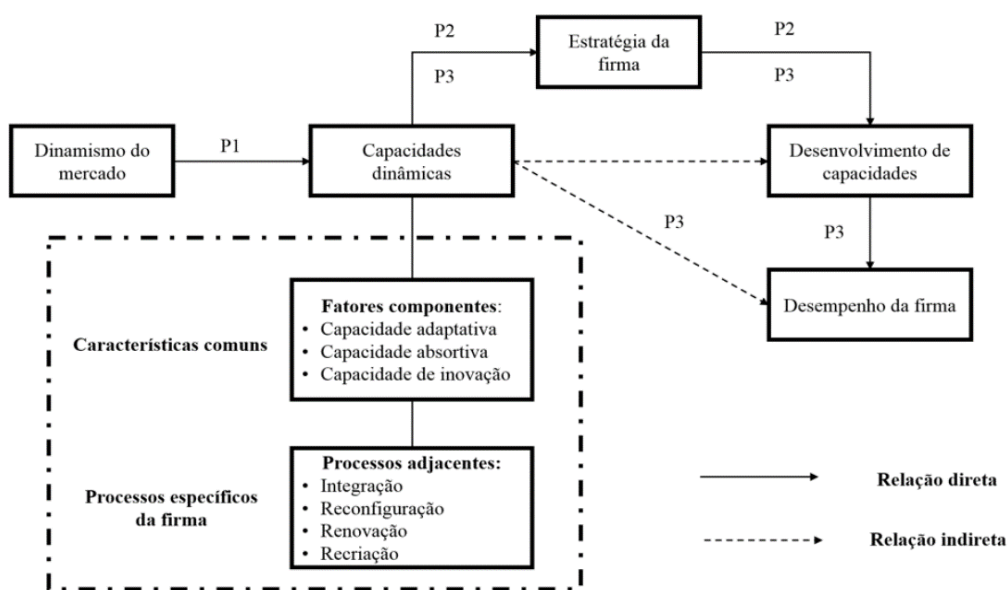 P2
P3
Estratégia da
firma
P2
P3
Dinamismo do
mercado
P1
Capacidades
dinâmicas
Desenvolvimento de
capacidades
P3
P3
Desempenho da firma
Características comuns
Fatores componentes:
• Capacidade adaptativa
• Capacidade absortiva
• Capacidade de inovação
Processos específicos
da firma
Processos adjacentes:
• Integração
• Reconfiguração
• Renovação
• Recriação
Relação direta
Relação indireta